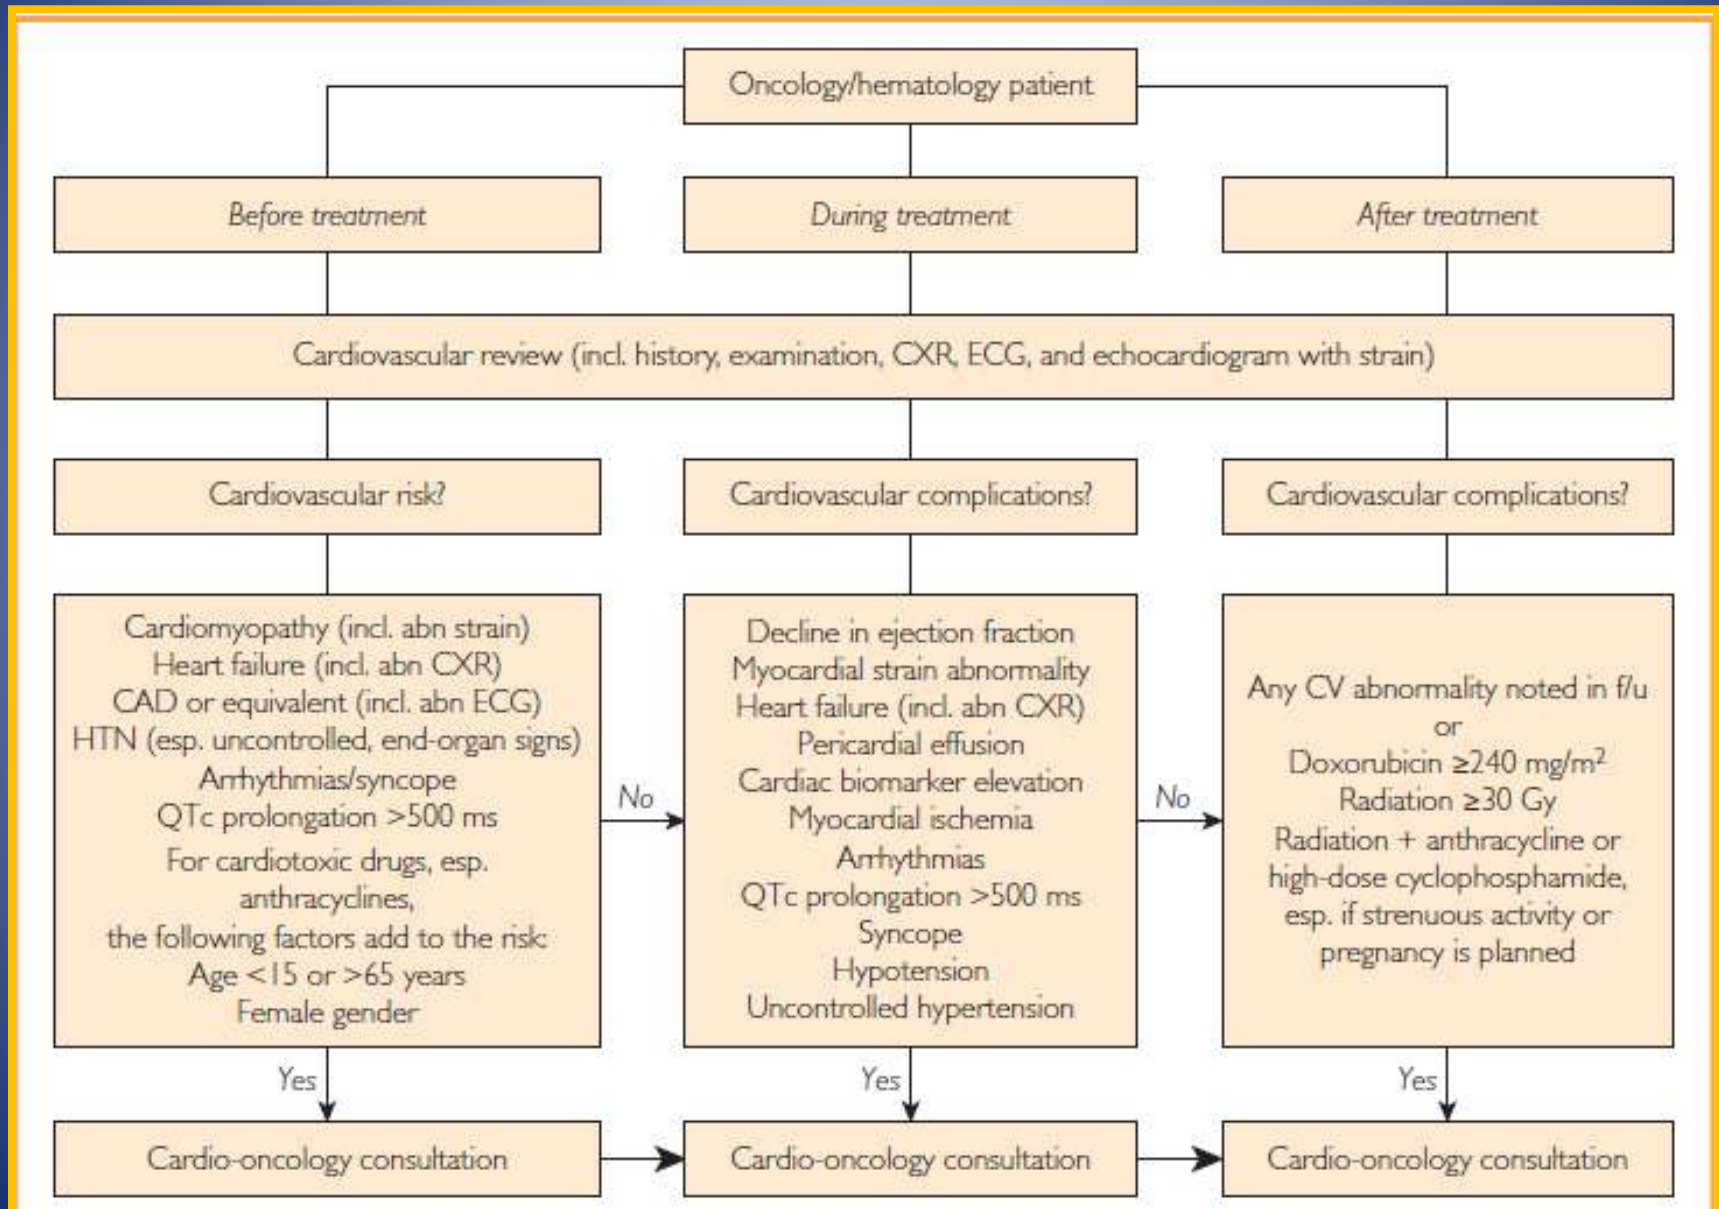 Oncology/hematology patient
Before treatment
During treatment
After treatment
Cardiovascular review (incl. history, examination, CXR, ECG, and echocardiogram with strain)
Cardiovascular risk?
Cardiovascular complications?
Cardiovascular complications?
Cardiomyopathy (incl. abn strain)
Heart failure (incl. abn CXR)
CAD or equivalent (incl. abn ECG)
HTN (esp. uncontrolled, end-organ signs)
Arrhythmias/syncope
QTc prolongation >500 ms
For cardiotoxic drugs, esp.
anthracyclines,
the following factors add to the risk:
Age <15 or >65 years
Female gender
No
Decline in ejection fraction
Myocardial strain abnormality
Heart failure (incl. abn CXR)
Pericardial effusion
Cardiac biomarker elevation
Myocardial ischemia
Arrhythmias
QTc prolongation >500 ms
Syncope
Hypotension
Uncontrolled hypertension
No
Any CV abnormality noted in f/u
or
Doxorubicin ≥240 mg/m²
Radiation ≥30 Gy
Radiation + anthracycline or
high-dose cyclophosphamide,
esp. if strenuous activity or
pregnancy is planned
Yes
Yes
Yes
Cardio-oncology consultation
Cardio-oncology consultation
Cardio-oncology consultation